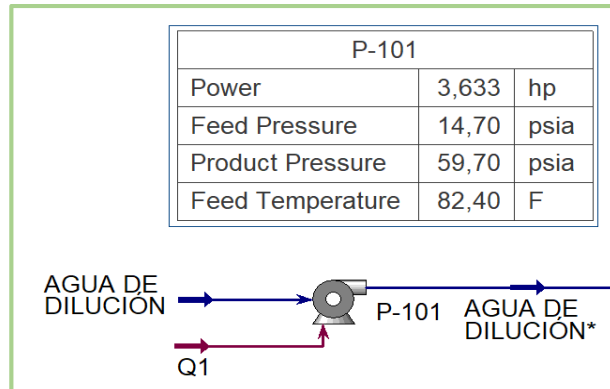 P-101
Power 3,633 hp
Feed Pressure 14,70 psia
Product Pressure 59,70 psia
Feed Temperature 82,40 F
AGUA DE
DILUCIÓN
P-101
AGUA DE
DILUCIÓN*
Q1